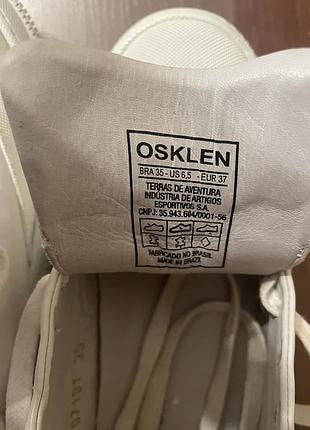 OSKLEN
BRA 35 - US 6,5 - EUR 37
TERRAS DE AVENTURA
INDÚSTRIA DE ARTIGOS
ESPORTIVOS S.A.
CNPJ: 35.943.604/0001-56
FABRICADO NO BRASIL
MADE IN BRAZIL